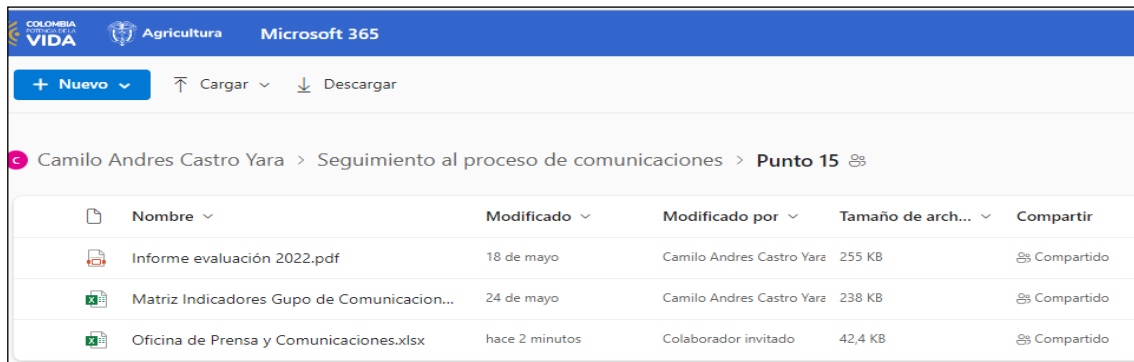 COLOMBIA
POTENCIA DE LA
VIDA
Agricultura
Microsoft 365
+ Nuevo
Cargar
Descargar
C Camilo Andres Castro Yara > Seguimiento al proceso de comunicaciones > Punto 15
Nombre Modificado Modificado por Tamaño de arch... Compartir
Informe evaluación 2022.pdf 18 de mayo Camilo Andres Castro Yara 255 KB Compartido
Matriz Indicadores Gupo de Comunicacion... 24 de mayo Camilo Andres Castro Yara 238 KB Compartido
Oficina de Prensa y Comunicaciones.xlsx hace 2 minutos Colaborador invitado 42,4 KB Compartido